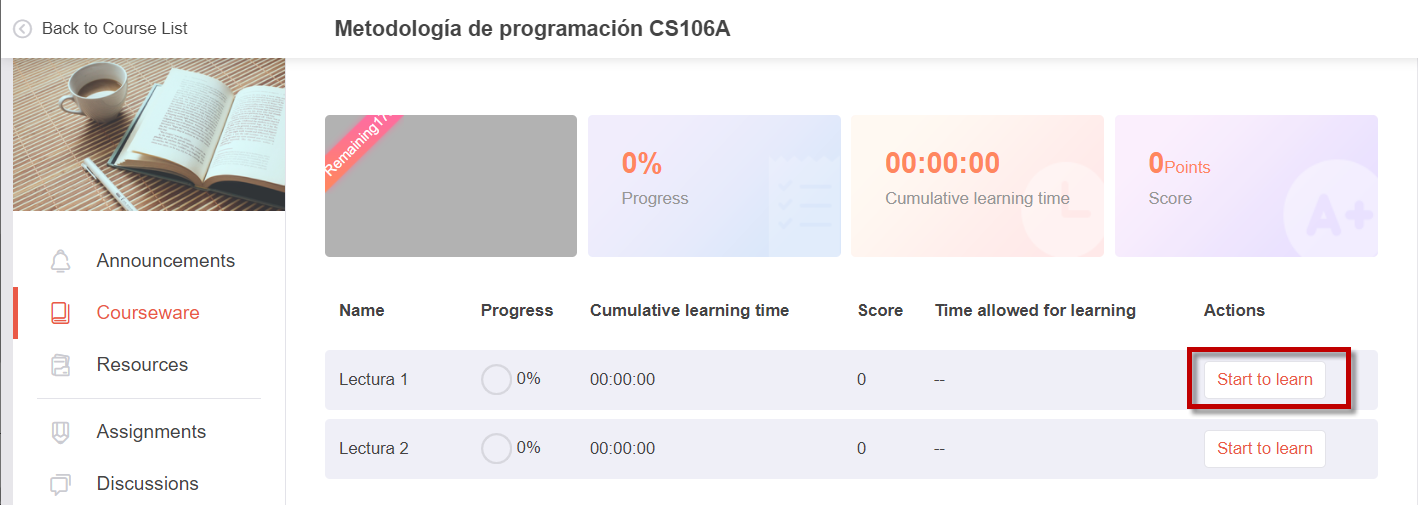 Back to Course List
Metodología de programación CS106A
Remaining17
0%
Progress
00:00:00
Cumulative learning time
0Points
Score
A+
Announcements
Courseware
Resources
Assignments
Discussions
Name Progress Cumulative learning time Score Time allowed for learning Actions
Lectura 1 0% 00:00:00 0 -- Start to learn
Lectura 2 0% 00:00:00 0 -- Start to learn